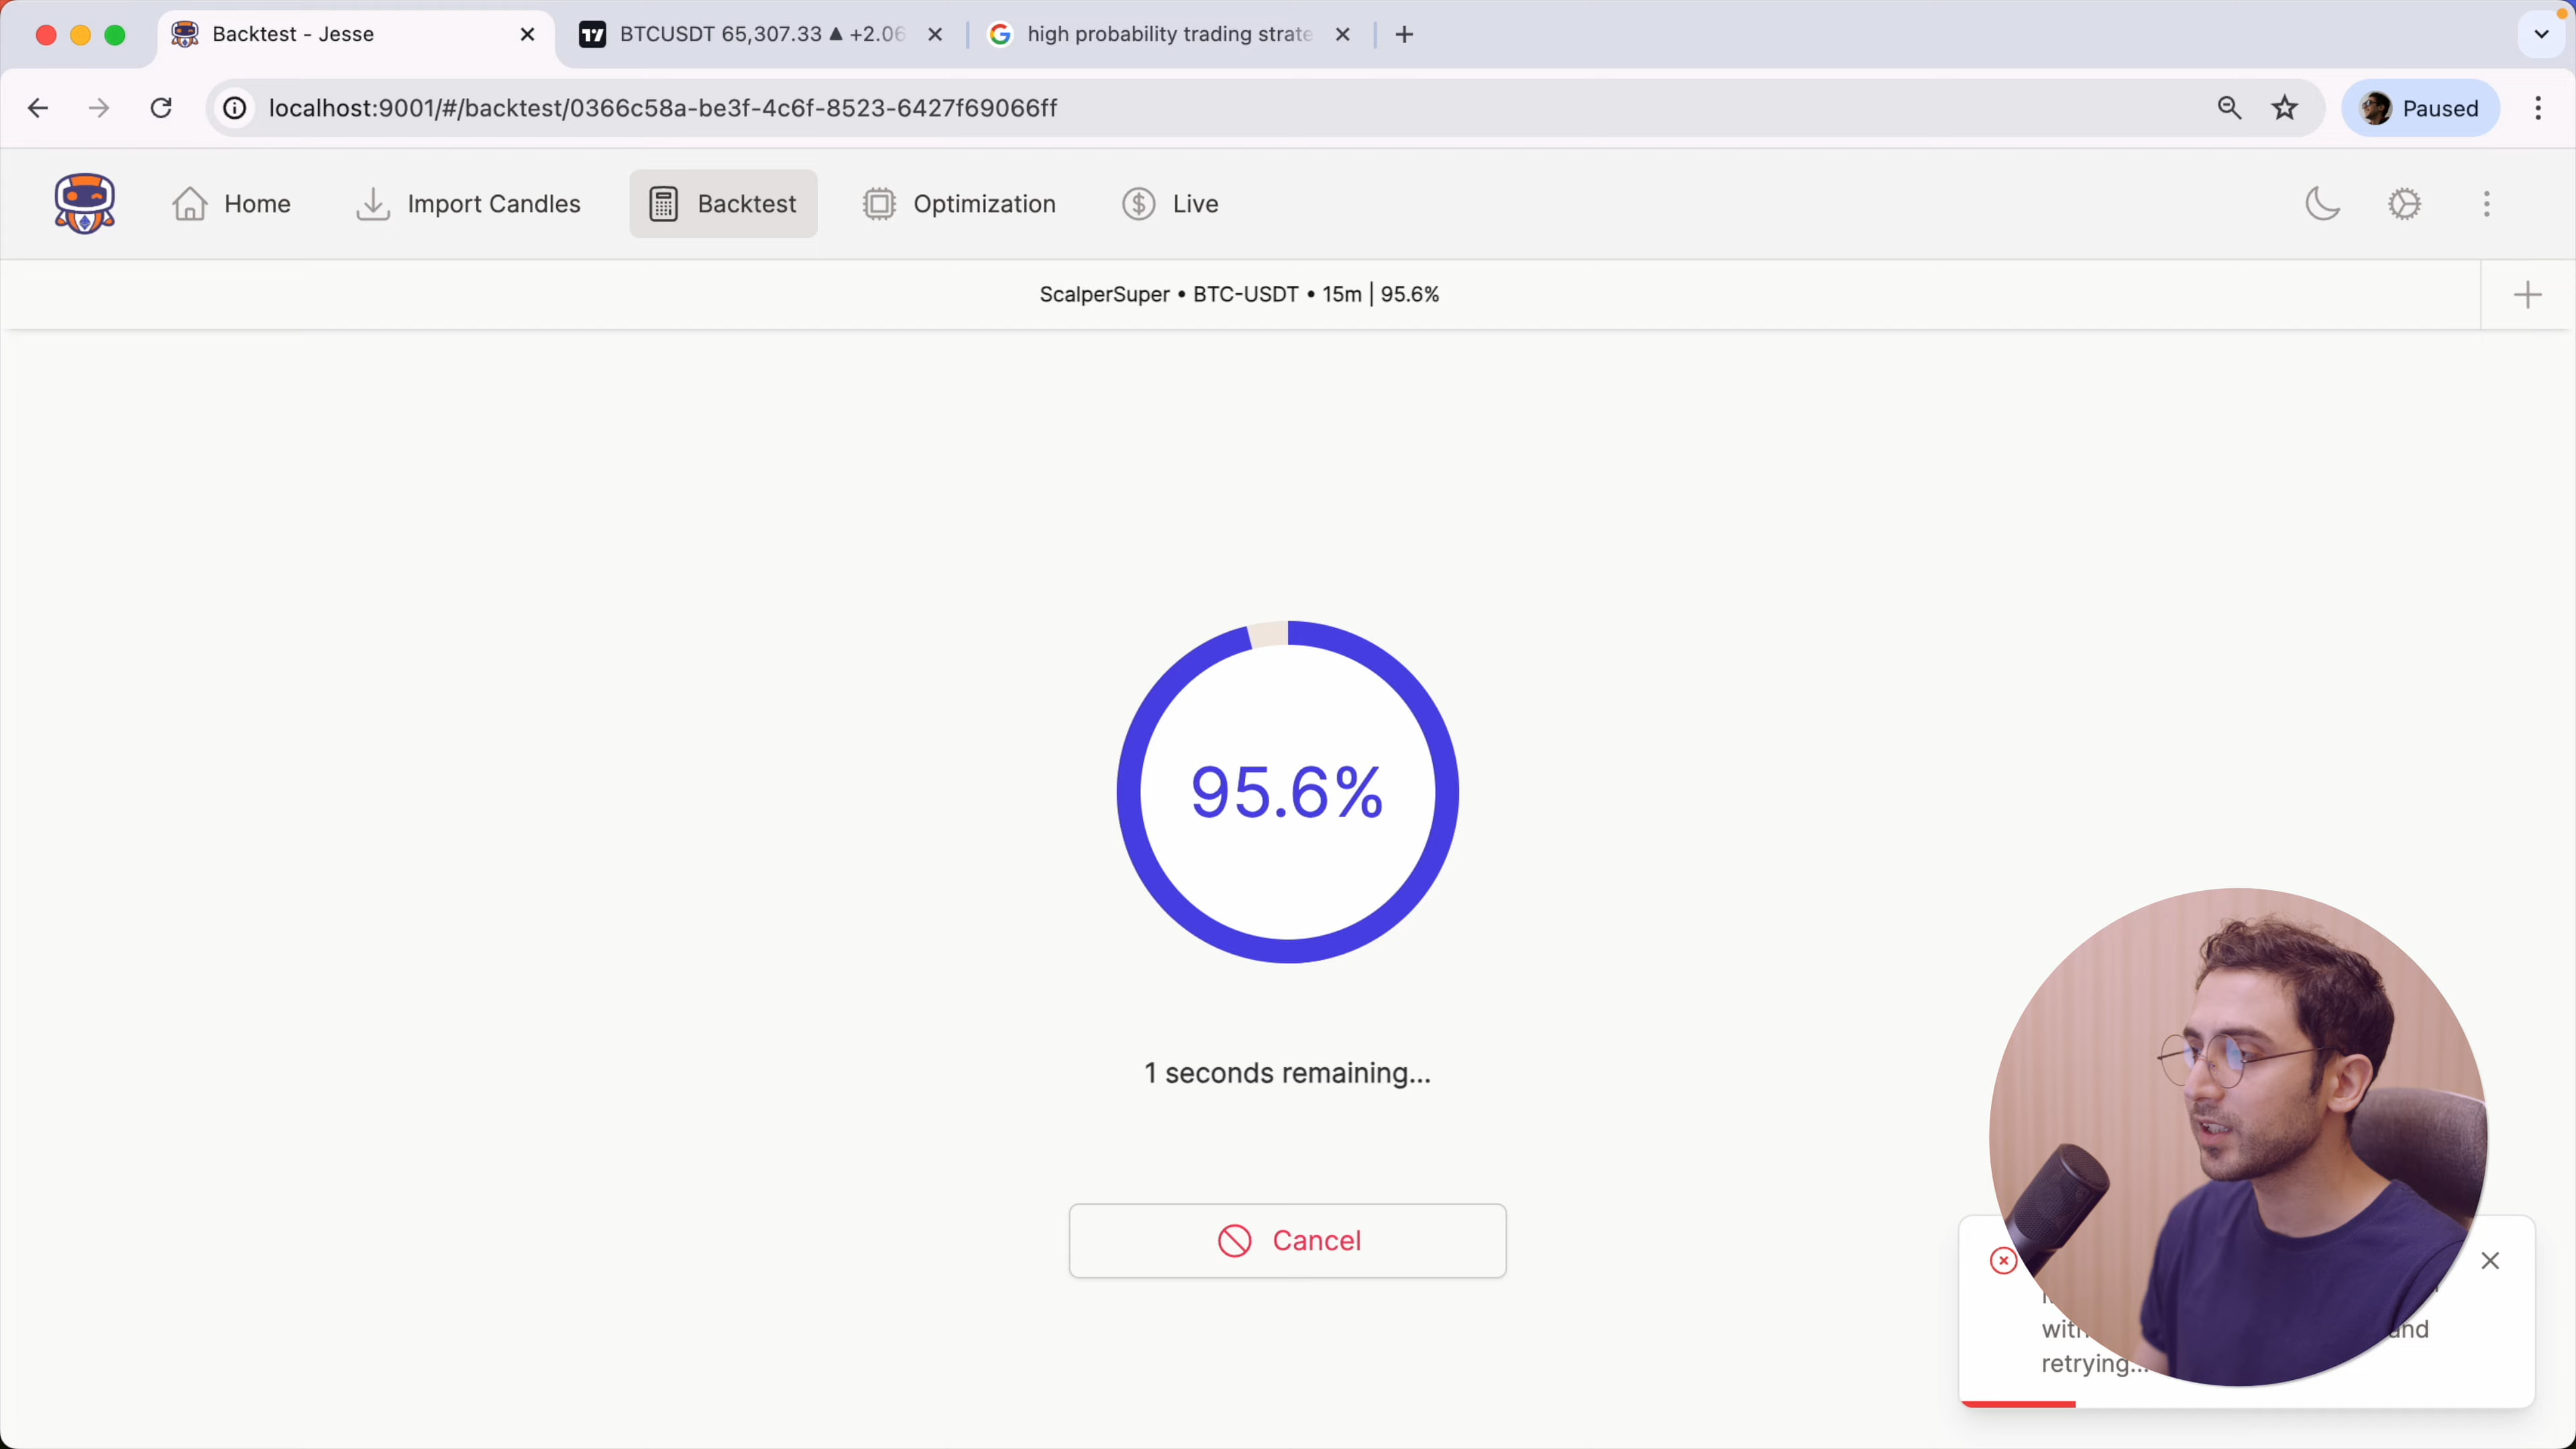 Backtest - Jesse
BTCUSDT 65,307.33 ▲ +2.06
high probability trading strate
localhost:9001/#/backtest/0366c58a-be3f-4c6f-8523-6427f69066ff
Paused
Home
Import Candles
Backtest
Optimization
Live
ScalperSuper • BTC-USDT • 15m | 95.6%
95.6%
1 seconds remaining...
Cancel
and
retrying...